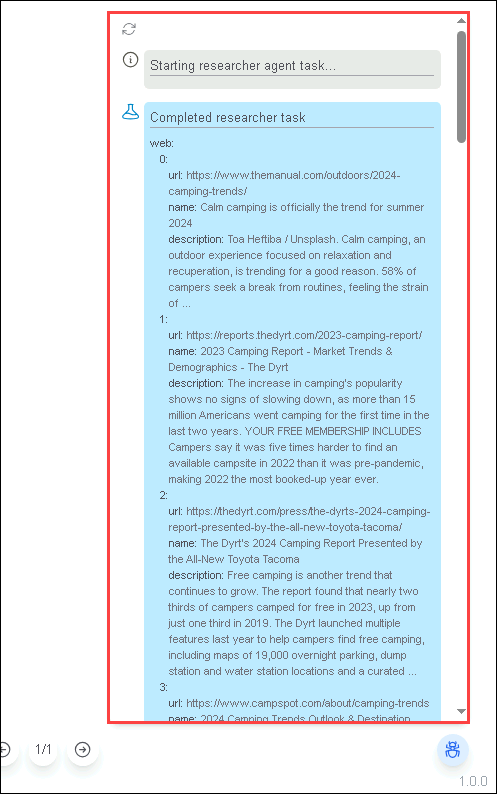 Starting researcher agent task...
Completed researcher task
web:
0:
url: https://www.themanual.com/outdoors/2024-
camping-trends/
name: Calm camping is officially the trend for summer
2024
description: Toa Heftiba / Unsplash. Calm camping, an
outdoor experience focused on relaxation and
recuperation, is trending for a good reason. 58% of
campers seek a break from routines, feeling the strain
of ...
1:
url: https://reports.thedyrt.com/2023-camping-report/
name: 2023 Camping Report - Market Trends &
Demographics - The Dyrt
description: The increase in camping's popularity
shows no signs of slowing down, as more than 15
million Americans went camping for the first time in the
last two years. YOUR FREE MEMBERSHIP INCLUDES
Campers say it was five times harder to find an
available campsite in 2022 than it was pre-pandemic,
making 2022 the most booked-up year ever.
2:
url: https://thedyrt.com/press/the-dyrts-2024-camping-
report-presented-by-the-all-new-toyota-tacoma/
name: The Dyrt's 2024 Camping Report Presented by
the All-New Toyota Tacoma
description: Free camping is another trend that
continues to grow. The report found that nearly two
thirds of campers camped for free in 2023, up from
just one third in 2019. The Dyrt launched multiple
features last year to help campers find free camping,
including maps of 19,000 overnight parking, dump
station and water station locations and a curated ...
3:
url: https://www.campspot.com/about/camping-trends
name: 2024 Camping Trends Outlook & Destination
1/1
1.0.0